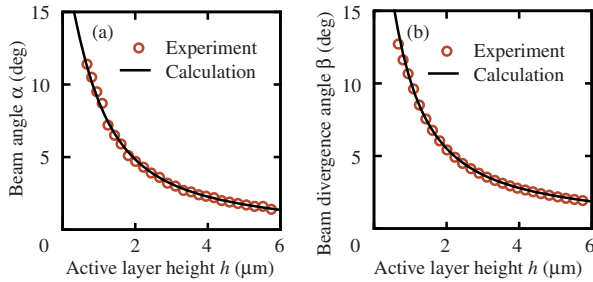 15
(a)
Experiment
Calculation
10
5
0
2
4
6
Beam angle α (deg)
Active layer height h (μm)
15
(b)
Experiment
Calculation
10
5
0
2
4
6
Beam divergence angle β (deg)
Active layer height h (μm)